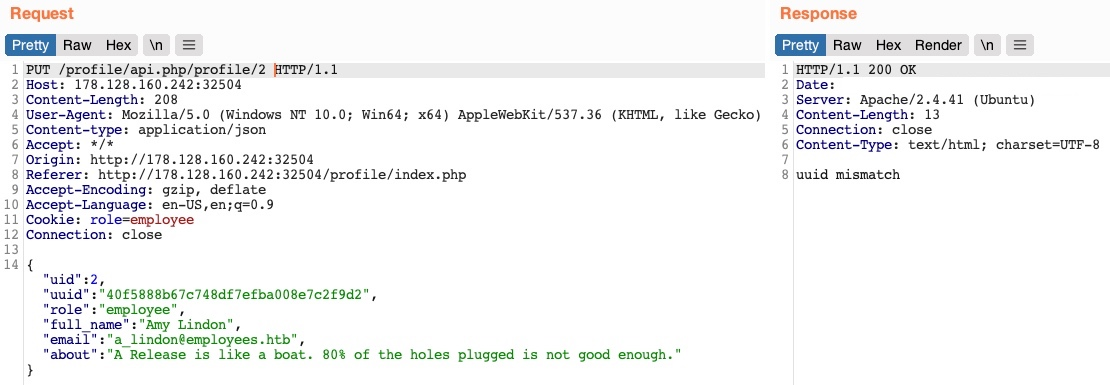 Request
Pretty Raw Hex \n
1 PUT /profile/api.php/profile/2 HTTP/1.1
2 Host: 178.128.160.242:32504
3 Content-Length: 208
4 User-Agent: Mozilla/5.0 (Windows NT 10.0; Win64; x64) AppleWebKit/537.36 (KHTML, like Gecko)
5 Content-type: application/json
6 Accept: */*
7 Origin: http://178.128.160.242:32504
8 Referer: http://178.128.160.242:32504/profile/index.php
9 Accept-Encoding: gzip, deflate
10 Accept-Language: en-US,en;q=0.9
11 Cookie: role=employee
12 Connection: close
13
14 {
"uid":2,
"uuid":"40f5888b67c748df7efba008e7c2f9d2",
"role":"employee",
"full_name":"Amy Lindon",
"email":"a_lindon@employees.htb",
"about":"A Release is like a boat. 80% of the holes plugged is not good enough."
}
Response
Pretty Raw Hex Render \n
1 HTTP/1.1 200 OK
2 Date:
3 Server: Apache/2.4.41 (Ubuntu)
4 Content-Length: 13
5 Connection: close
6 Content-Type: text/html; charset=UTF-8
7
8 uuid mismatch